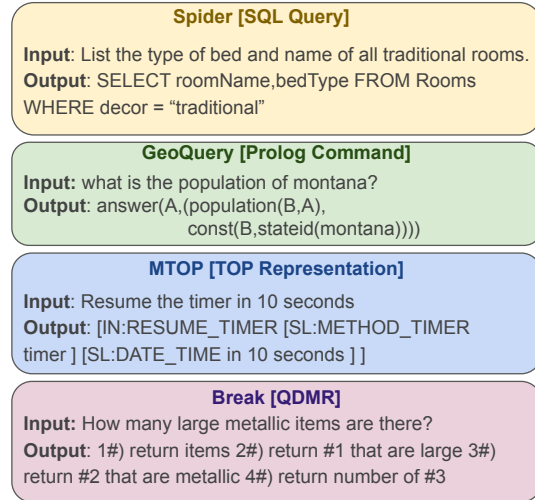 Spider [SQL Query]
Input: List the type of bed and name of all traditional rooms.
Output: SELECT roomName,bedType FROM Rooms
WHERE decor = “traditional”
GeoQuery [Prolog Command]
Input: what is the population of montana?
Output: answer(A,(population(B,A),
const(B,stateid(montana))))
MTOP [TOP Representation]
Input: Resume the timer in 10 seconds
Output: [IN:RESUME_TIMER [SL:METHOD_TIMER
timer ] [SL:DATE_TIME in 10 seconds ] ]
Break [QDMR]
Input: How many large metallic items are there?
Output: 1#) return items 2#) return #1 that are large 3#)
return #2 that are metallic 4#) return number of #3